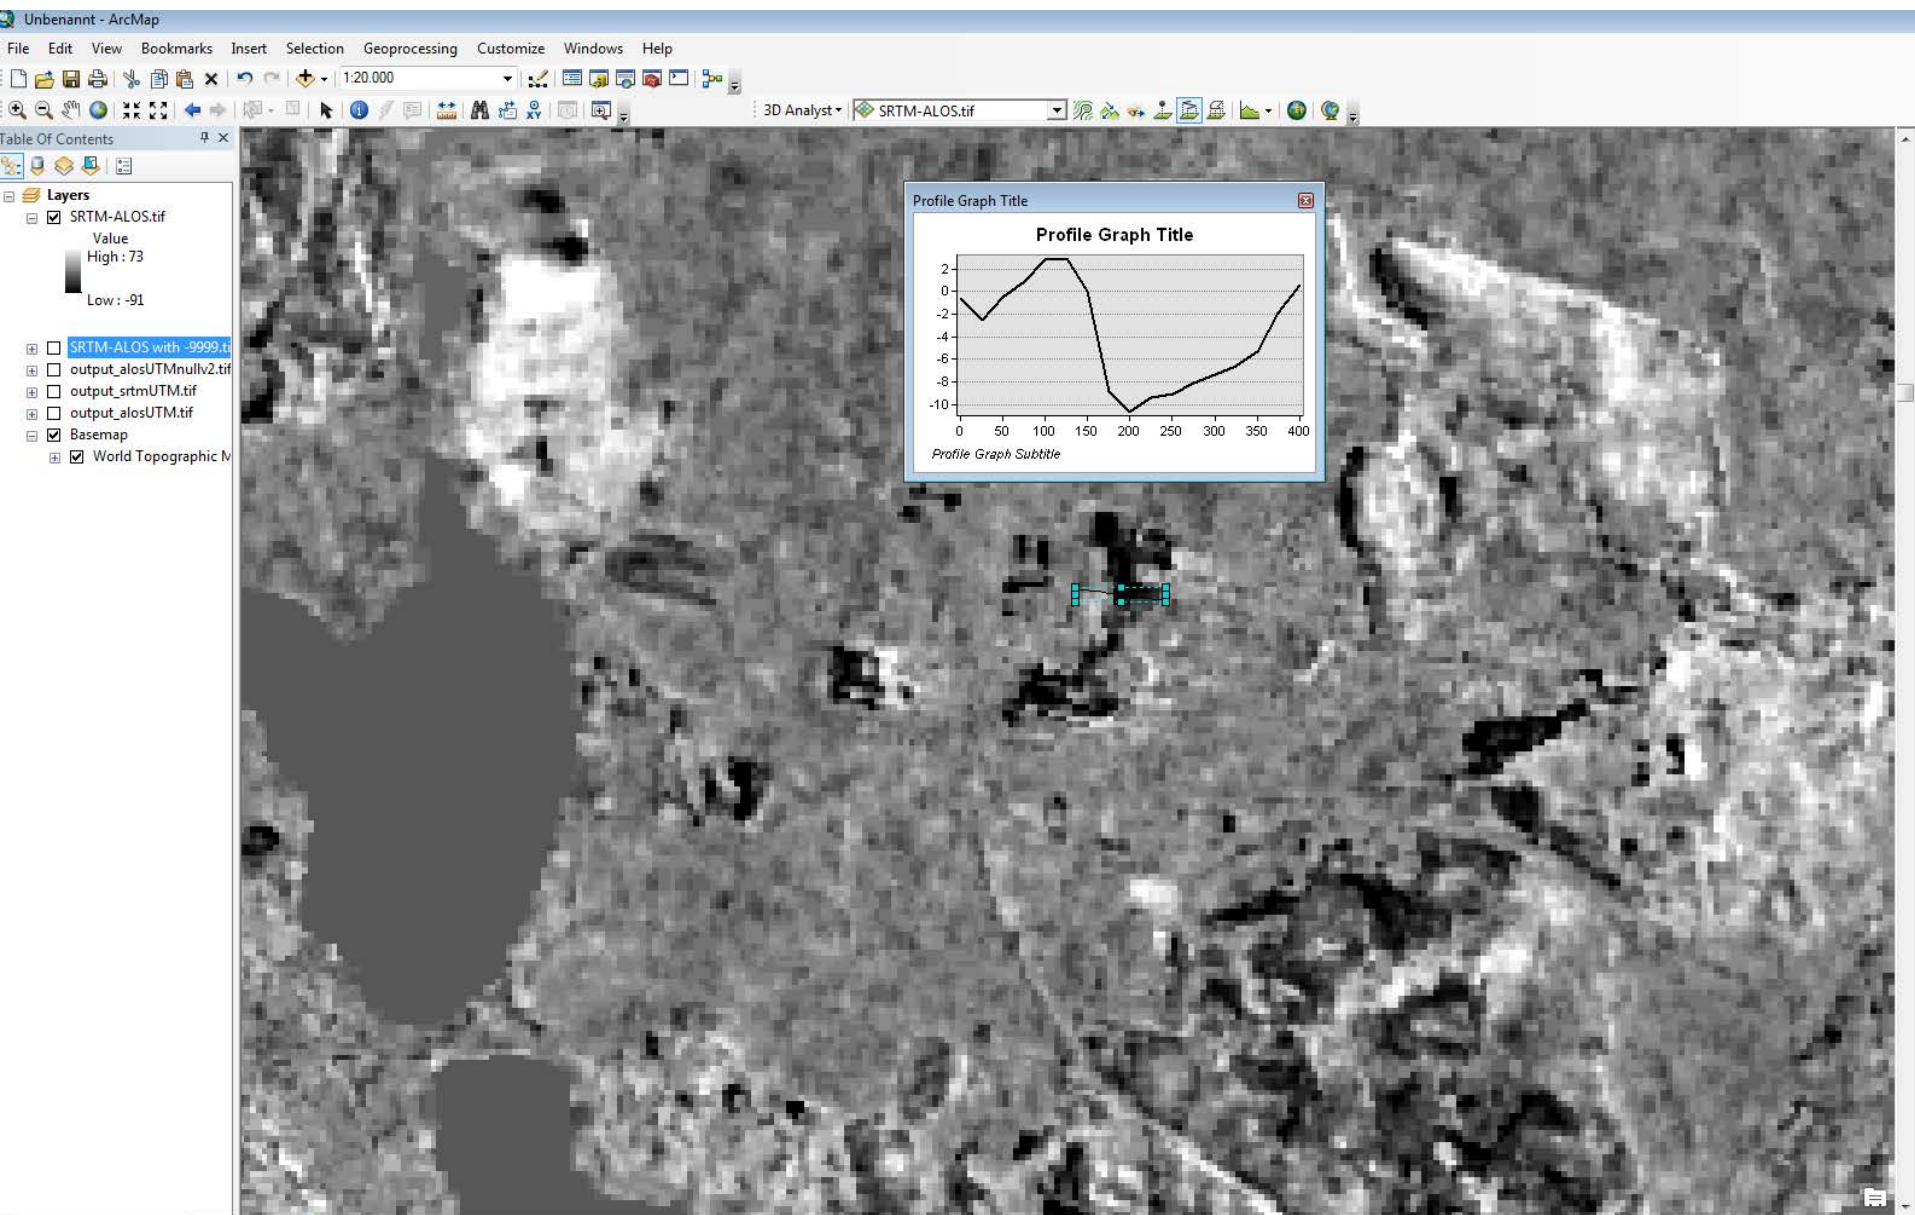 Unbenannt - ArcMap
File Edit View Bookmarks Insert Selection Geoprocessing Customize Windows Help
1:20.000
XY
3D Analyst SRTM-ALOS.tif
Table Of Contents
Layers
SRTM-ALOS.tif
Value
High : 73
Low : -91
SRTM-ALOS with -9999.ti
output_alosUTMnullv2.tif
output_srtmUTM.tif
output_alosUTM.tif
Basemap
World Topographic M
Profile Graph Title
Profile Graph Title
2
0
-2
-4
-6
-8
-10
0 50 100 150 200 250 300 350 400
Profile Graph Subtitle